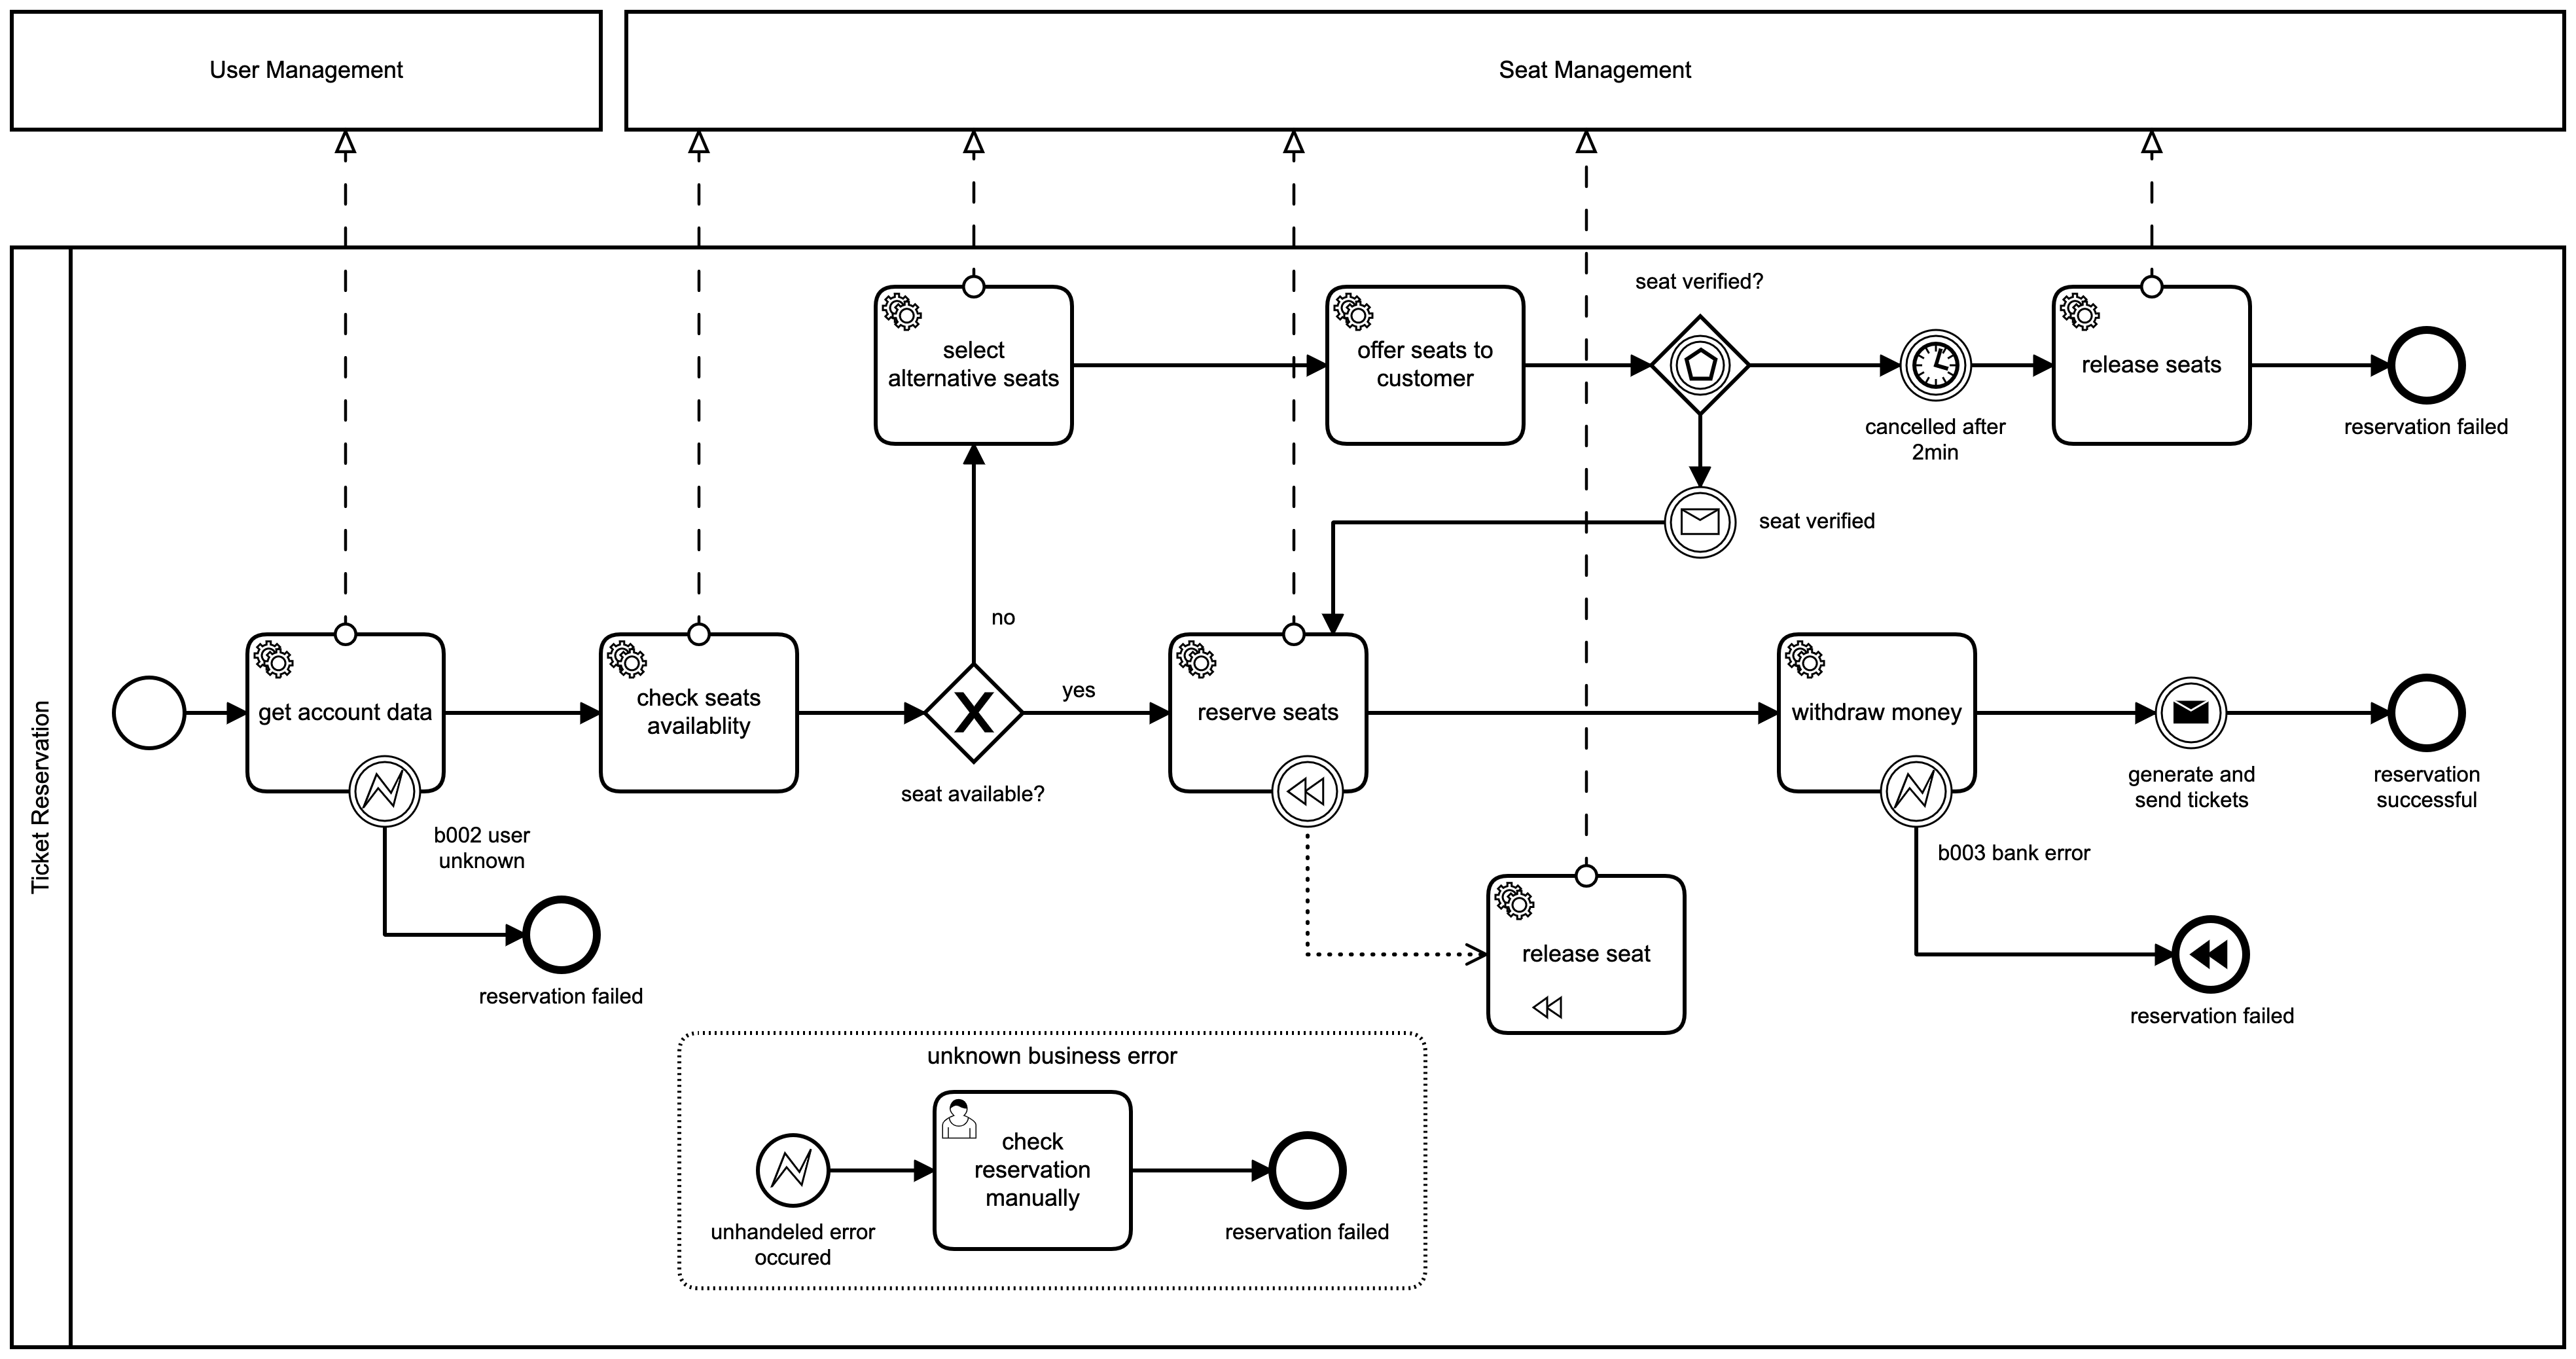 User Management
Seat Management
Ticket Reservation
select
alternative seats
offer seats to
customer
seat verified?
cancelled after
2min
release seats
reservation failed
seat verified
no
get account data
b002 user
unknown
reservation failed
check seats
availablity
seat available?
yes
reserve seats
withdraw money
b003 bank error
generate and
send tickets
reservation
successful
release seat
reservation failed
unknown business error
unhandeled error
occured
check
reservation
manually
reservation failed